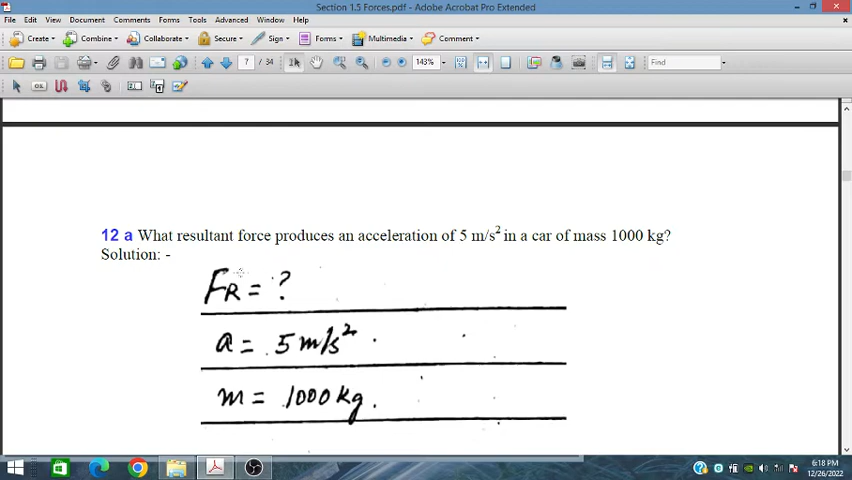 Section 1.5 Forces.pdf - Adobe Acrobat Pro Extended
File Edit View Document Comments Forms Tools Advanced Window Help
Create Combine Collaborate Secure Sign Forms Multimedia Comment
7 / 34 143% Find
12 a What resultant force produces an acceleration of 5 m/s² in a car of mass 1000 kg?
Solution: -
FR = ?
a = 5 m/s².
m = 1000 kg.
6:18 PM
12/26/2022